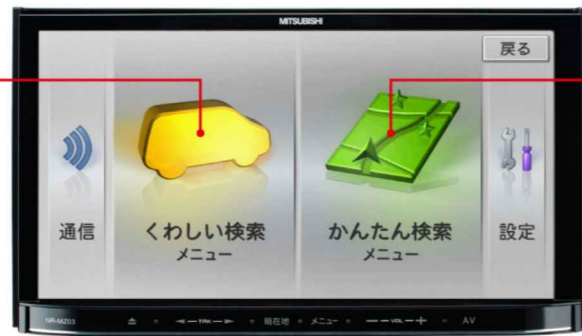 MITSUBISHI
戻る
通信
くわしい検索
メニュー
かんたん検索
メニュー
設定
NR-MZ03
TRK
現在地
メニュー
VOL
AV